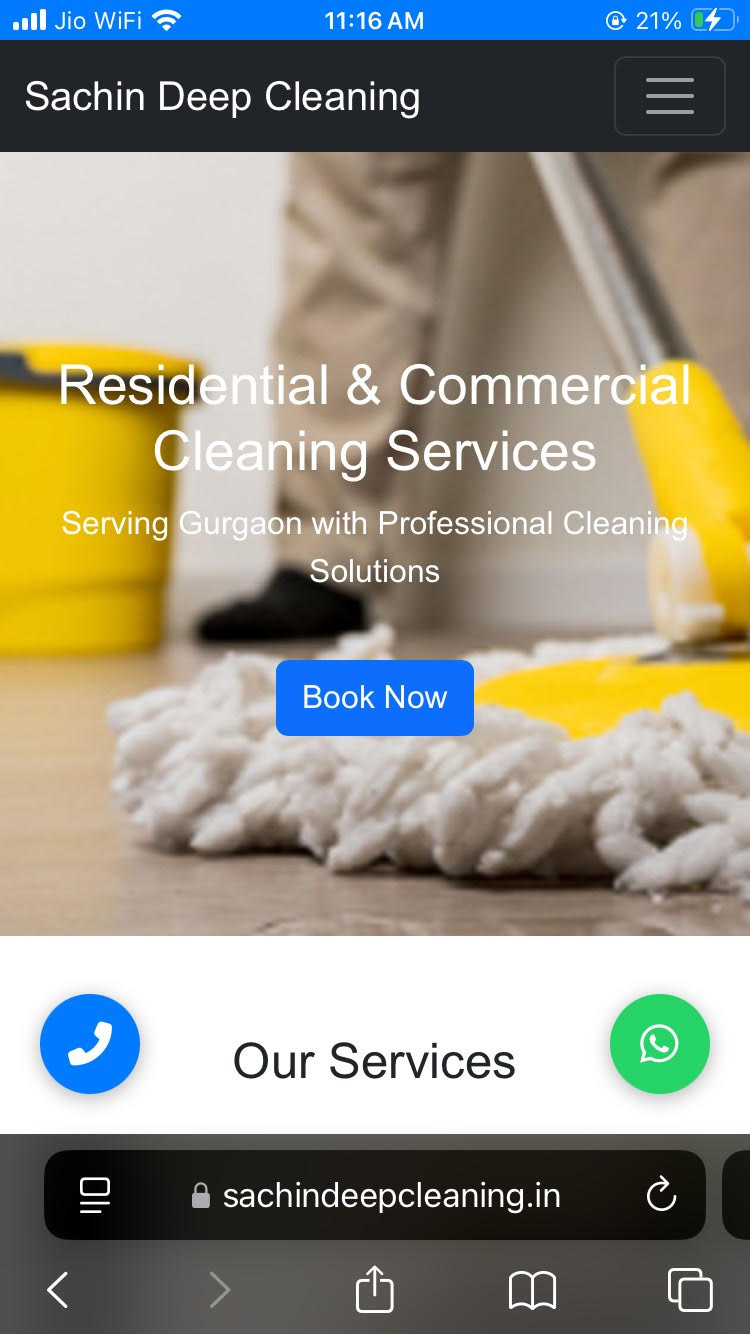 Jio WiFi 11:16 AM 21%
Sachin Deep Cleaning
Residential & Commercial
Cleaning Services
Serving Gurgaon with Professional Cleaning
Solutions
Book Now
Our Services
sachindeepcleaning.in